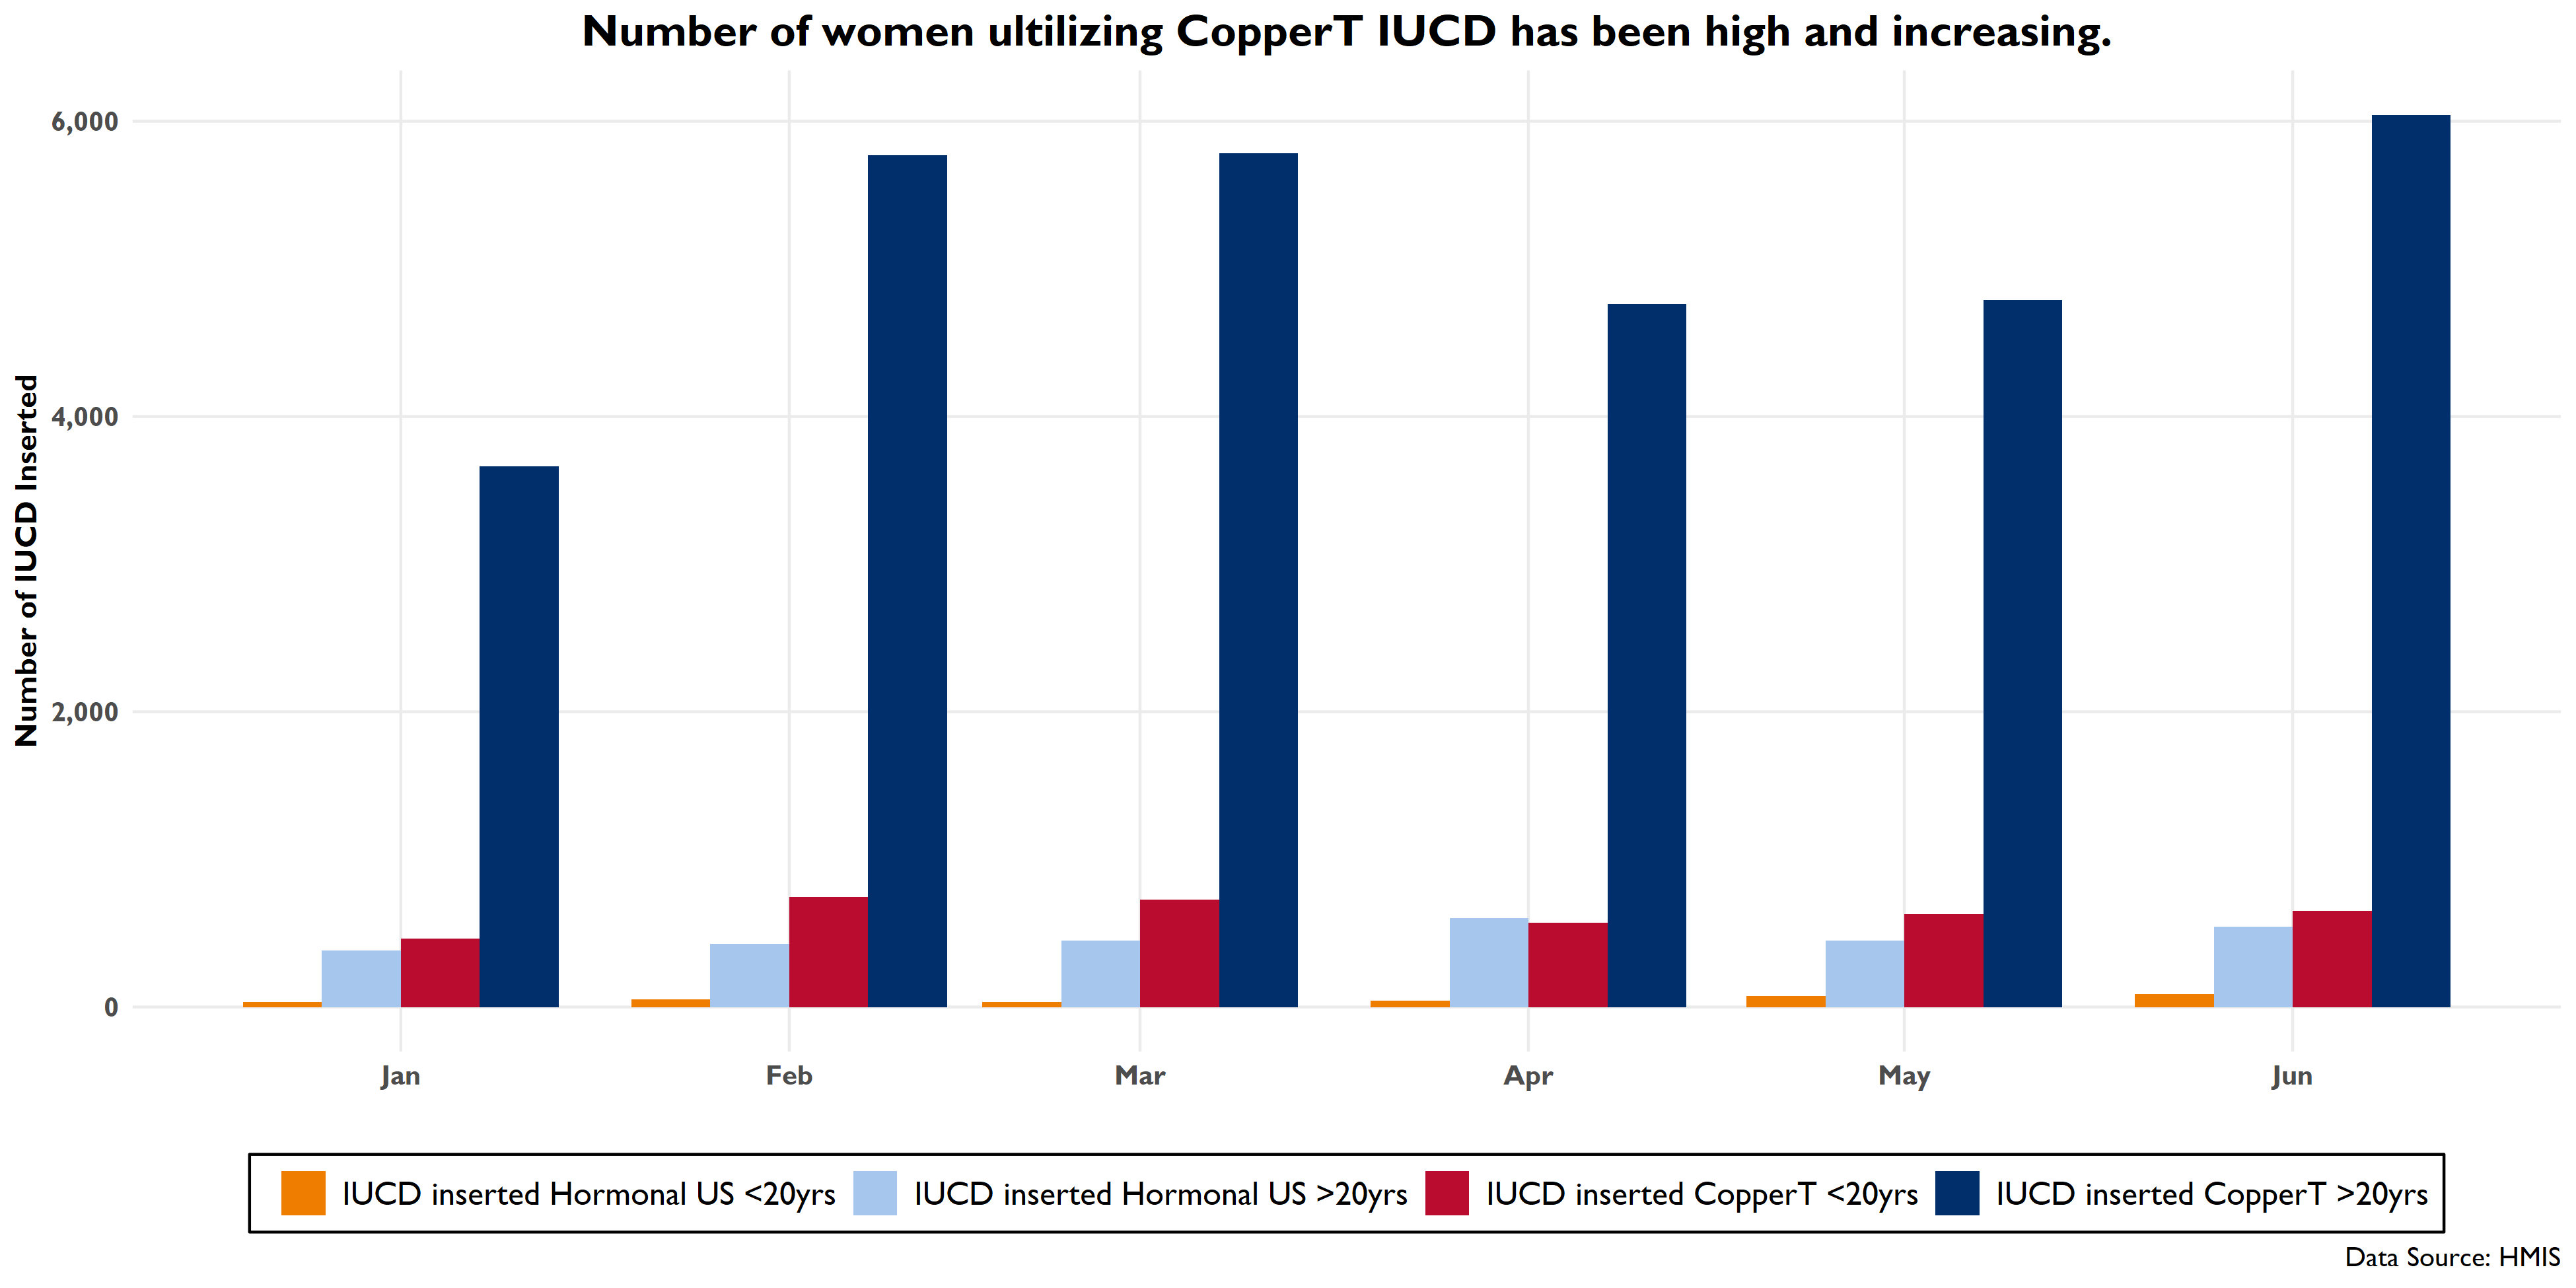 Number of women ultilizing CopperT IUCD has been high and increasing.
Number of IUCD Inserted
6,000
4,000
2,000
0
Jan Feb Mar Apr May Jun
IUCD inserted Hormonal US <20yrs IUCD inserted Hormonal US >20yrs IUCD inserted CopperT <20yrs IUCD inserted CopperT >20yrs
Data Source: HMIS